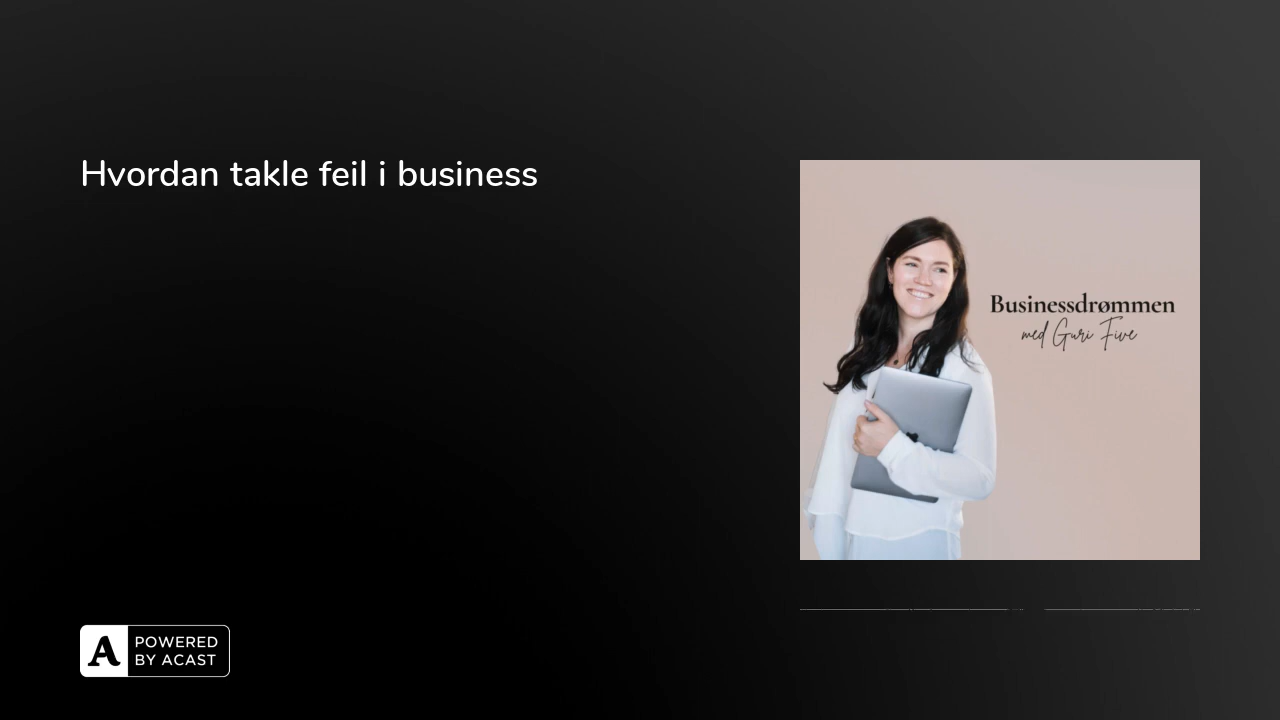 Hvordan takle feil i business
Businessdrømmen
med Guri Five
A
POWERED
BY ACAST